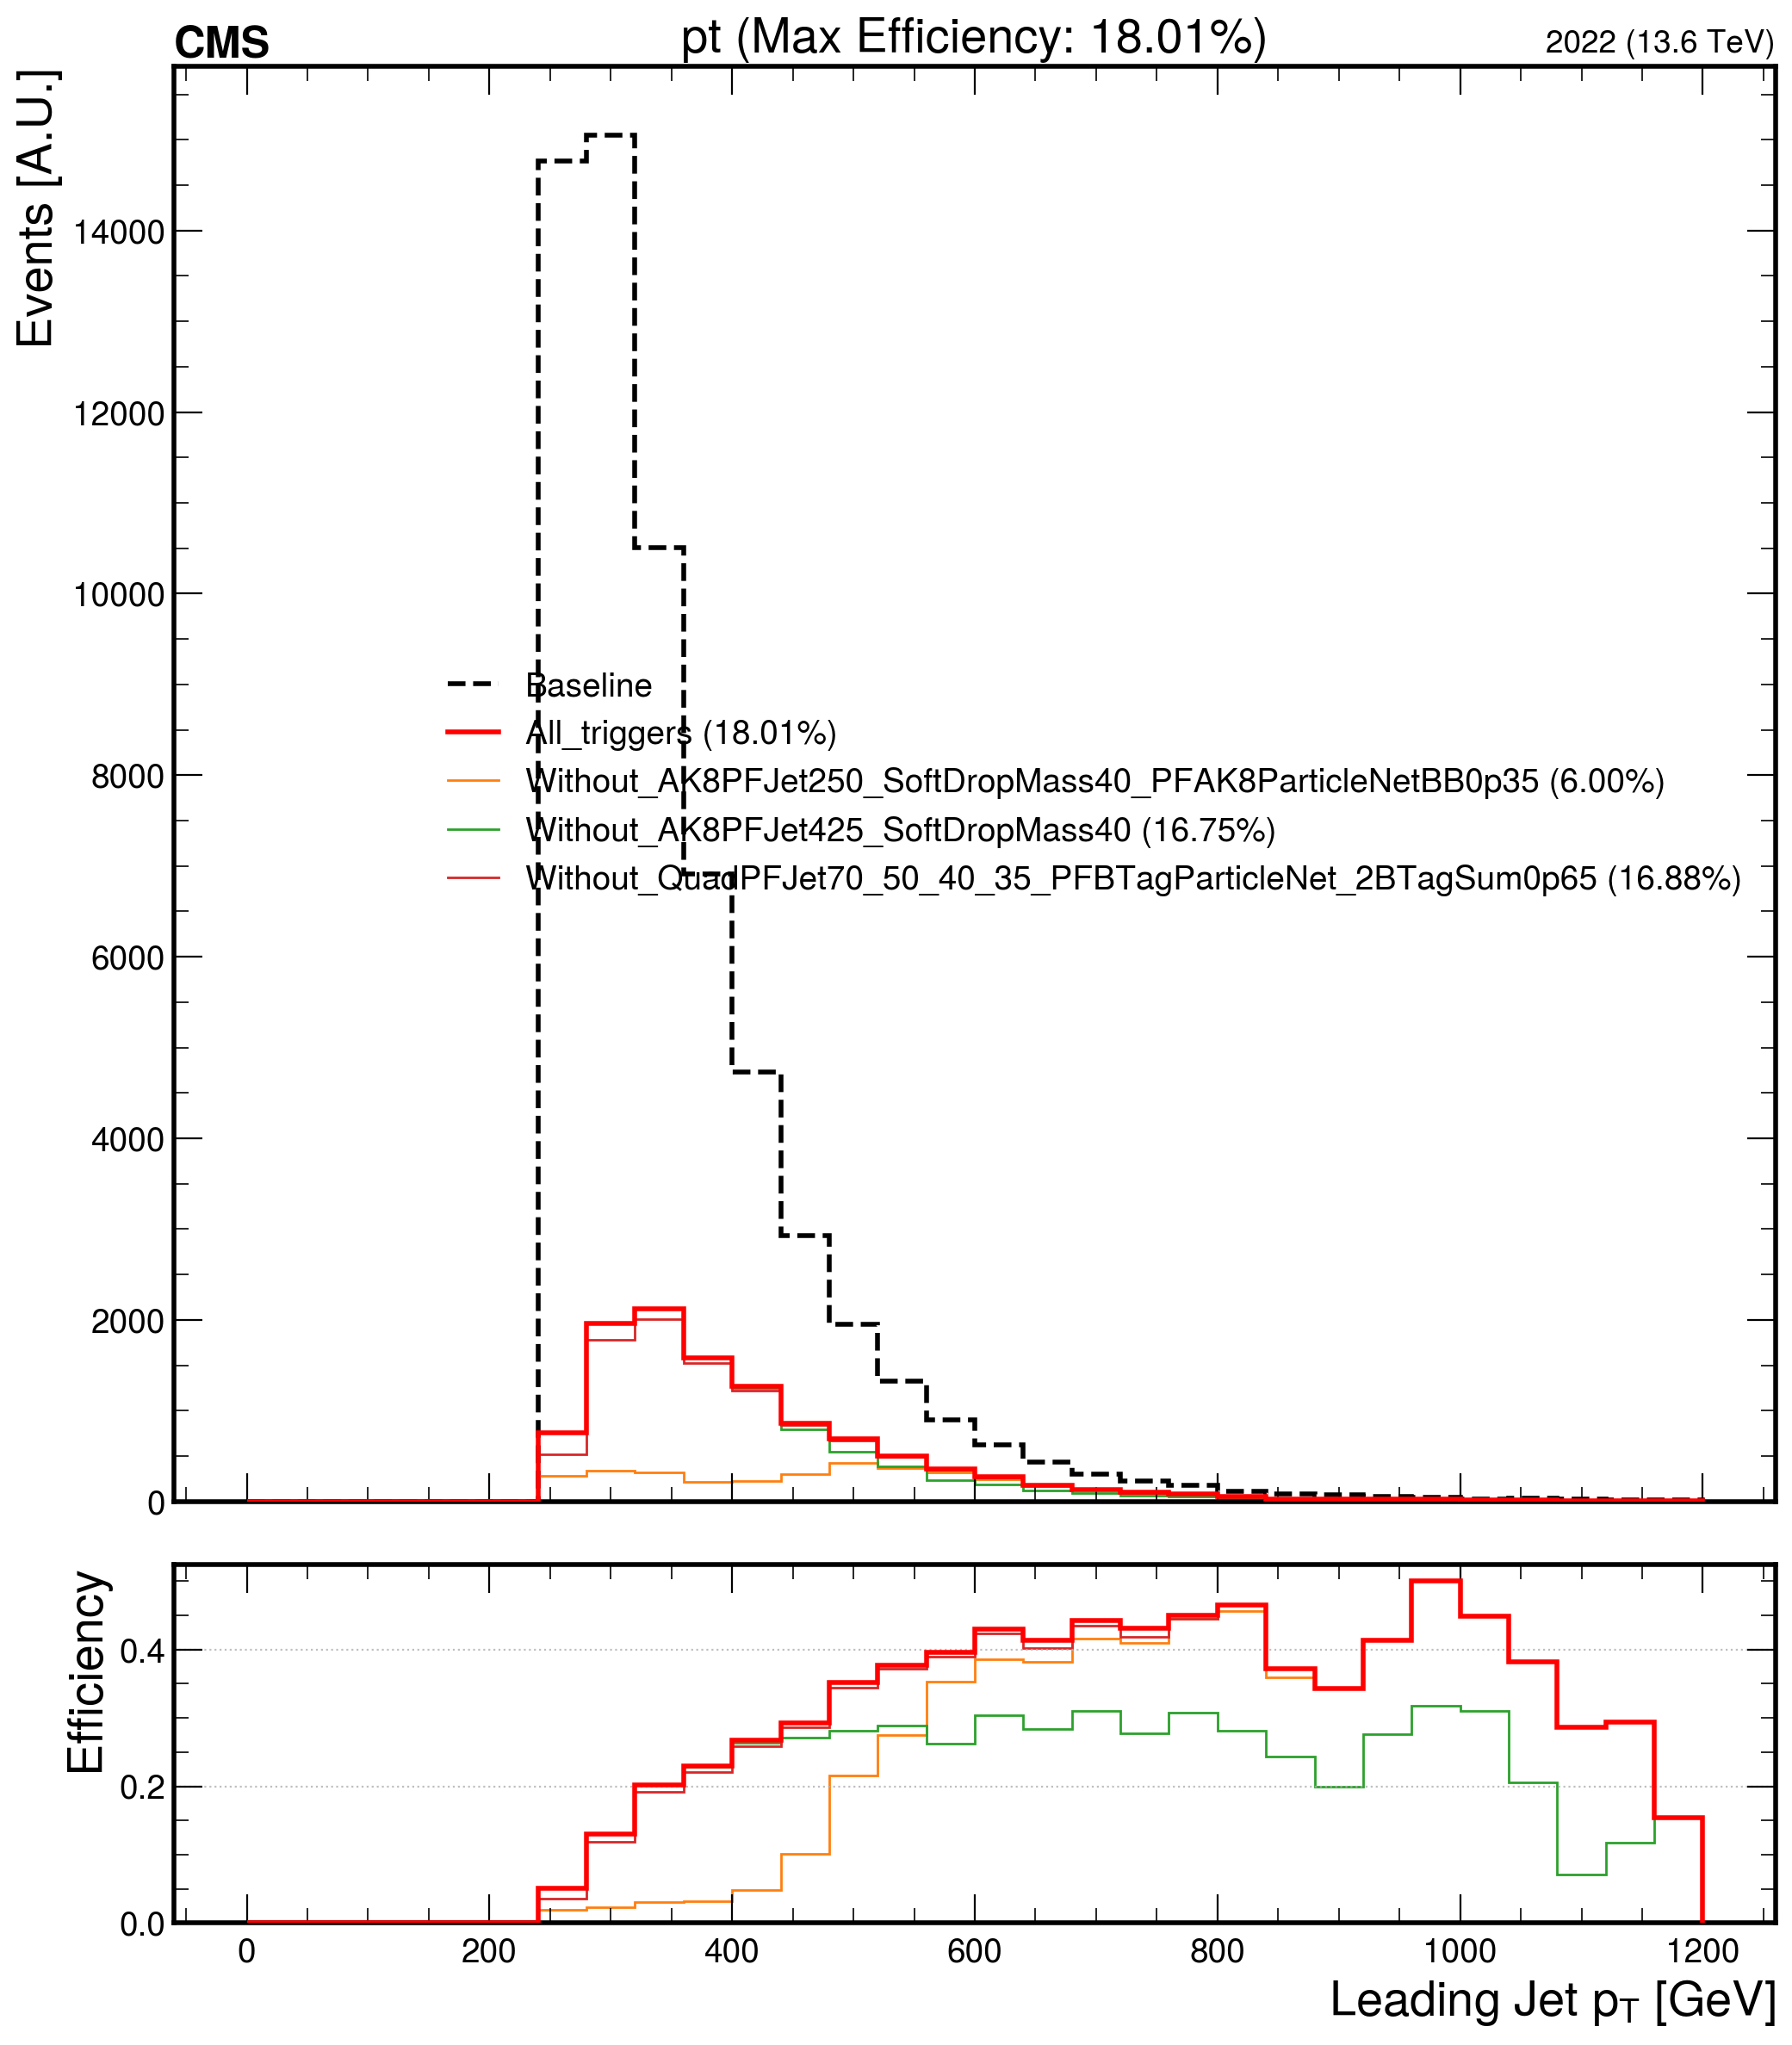 CMS pt (Max Efficiency: 18.01%) 2022 (13.6 TeV)
Events [A.U.]
14000
12000
10000
8000
6000
4000
2000
0
Baseline
All_triggers (18.01%)
Without_AK8PFJet250_SoftDropMass40_PFAK8ParticleNetBB0p35 (6.00%)
Without_AK8PFJet425_SoftDropMass40 (16.75%)
Without_QuadPFJet70_50_40_35_PFBTagParticleNet_2BTagSum0p65 (16.88%)
Efficiency
0.4
0.2
0.0
0 200 400 600 800 1000 1200
Leading Jet pT [GeV]